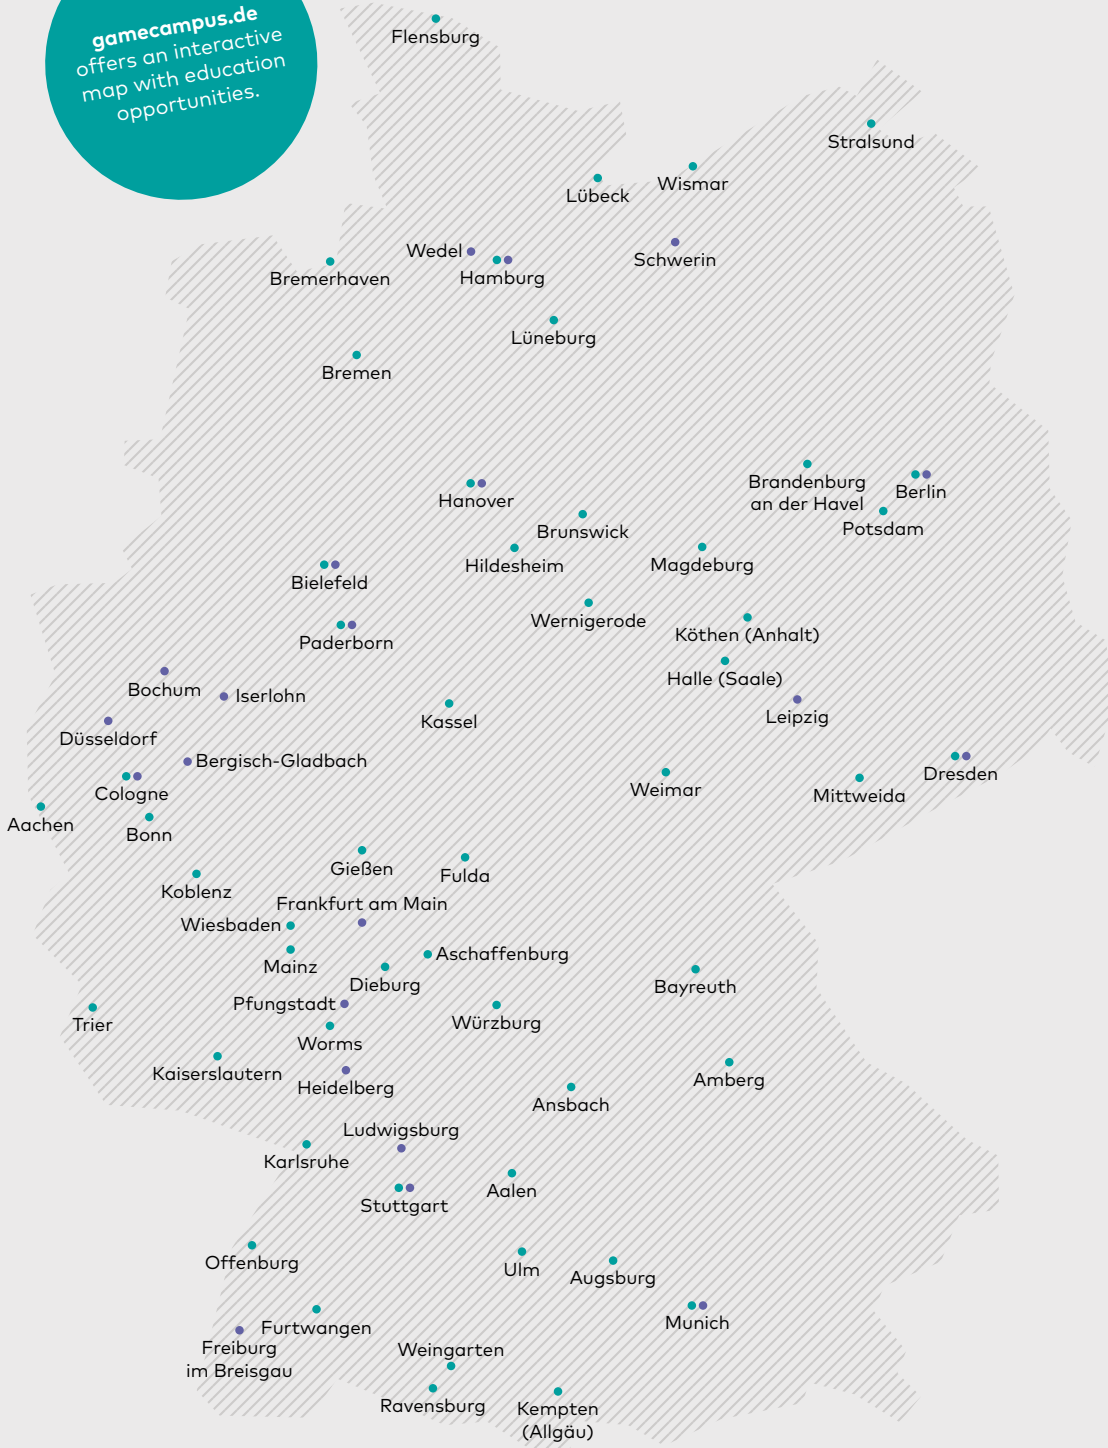 gamecampus.de
offers an interactive
map with education
opportunities.
Flensburg
Stralsund
Wismar
Lübeck
Wedel
Schwerin
Hamburg
Bremerhaven
Lüneburg
Bremen
Brandenburg
an der Havel
Berlin
Hanover
Potsdam
Brunswick
Hildesheim
Magdeburg
Bielefeld
Wernigerode
Köthen (Anhalt)
Paderborn
Halle (Saale)
Bochum
Iserlohn
Leipzig
Kassel
Düsseldorf
Bergisch-Gladbach
Dresden
Cologne
Weimar
Mittweida
Aachen
Bonn
Gießen
Fulda
Koblenz
Frankfurt am Main
Wiesbaden
Aschaffenburg
Mainz
Dieburg
Bayreuth
Pfungstadt
Würzburg
Trier
Worms
Kaiserslautern
Amberg
Heidelberg
Ansbach
Ludwigsburg
Karlsruhe
Aalen
Stuttgart
Offenburg
Ulm
Augsburg
Munich
Furtwangen
Freiburg
im Breisgau
Weingarten
Ravensburg
Kempten
(Allgäu)